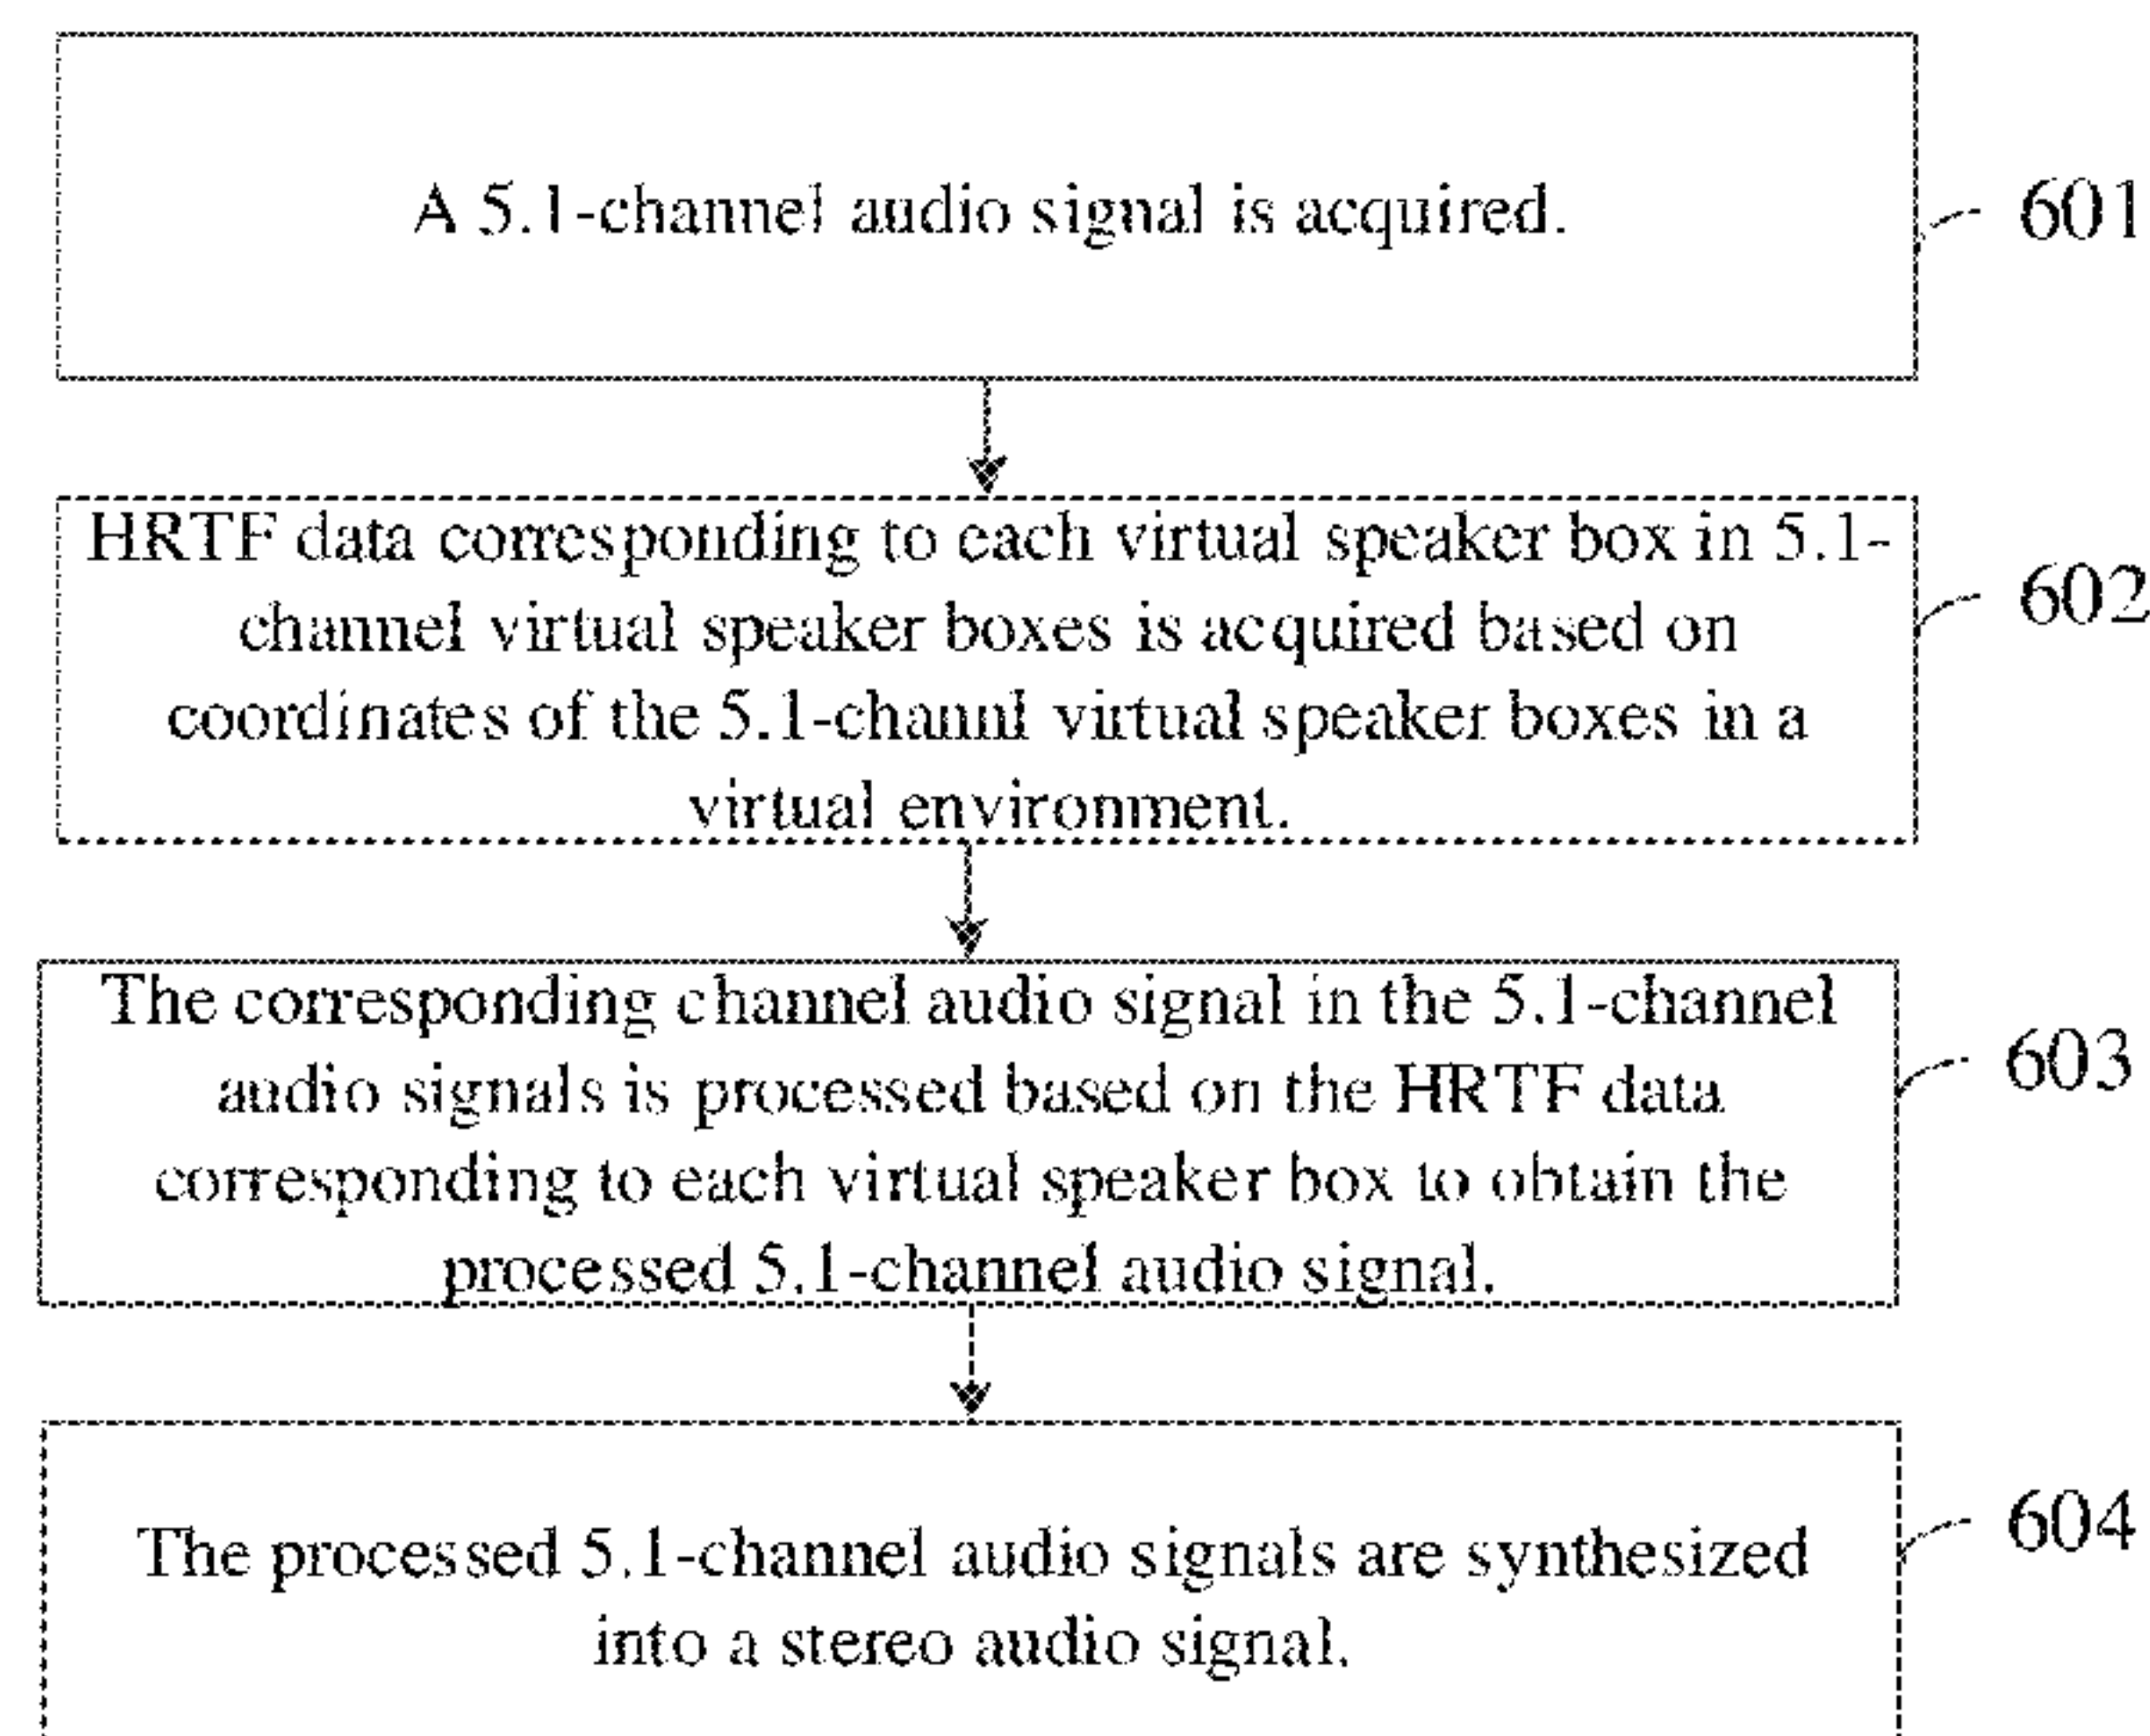 A 5.1-channel audio signal is acquired.
601
HRTF data corresponding to each virtual speaker box in 5.1-
channel virtual speaker boxes is acquired based on
coordinates of the 5.1-channl virtual speaker boxes in a
virtual environment.
602
The corresponding channel audio signal in the 5.1-channel
audio signals is processed based on the HRTF data
corresponding to each virtual speaker box to obtain the
processed 5.1-channel audio signal.
603
The processed 5.1-channel audio signals are synthesized
into a stereo audio signal.
604